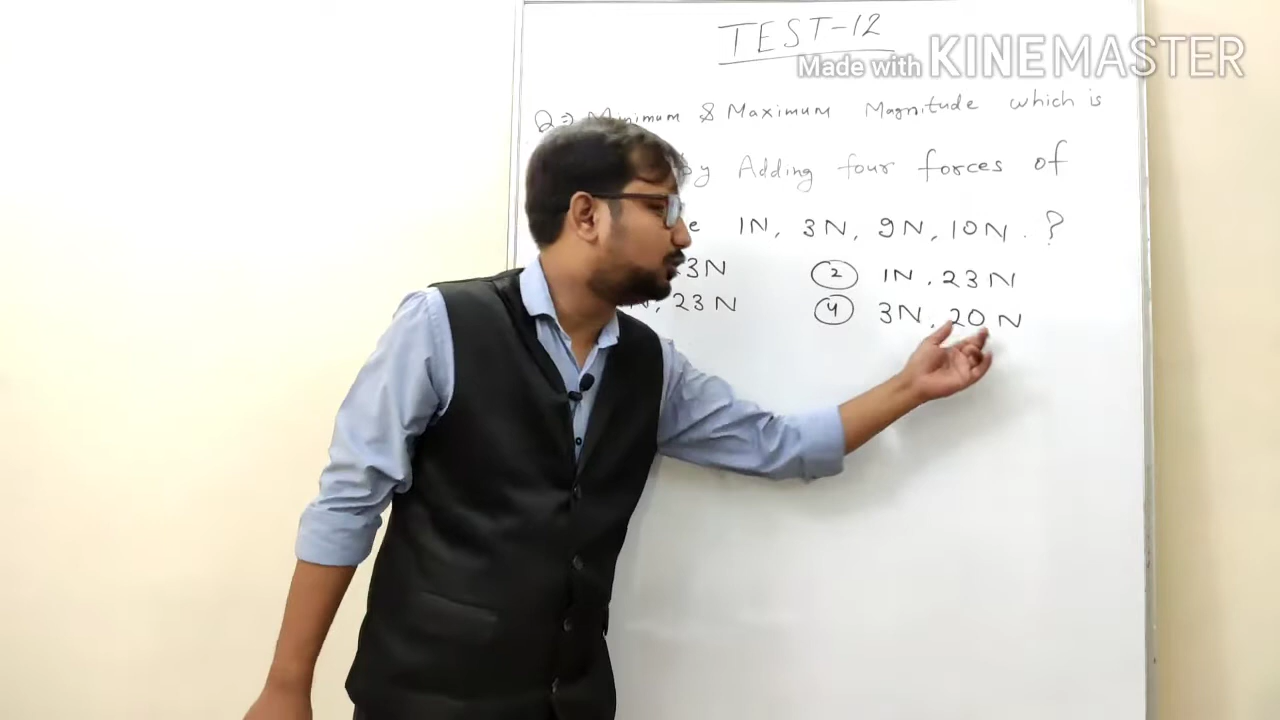 TEST-12
Made with KINEMASTER
Q⇒ Minimum & Maximum Magnitude which is
by Adding four forces of
1N, 3N, 9N, 10N. ?
3N ② 1N, 23N
N, 23N ④ 3N, 20N